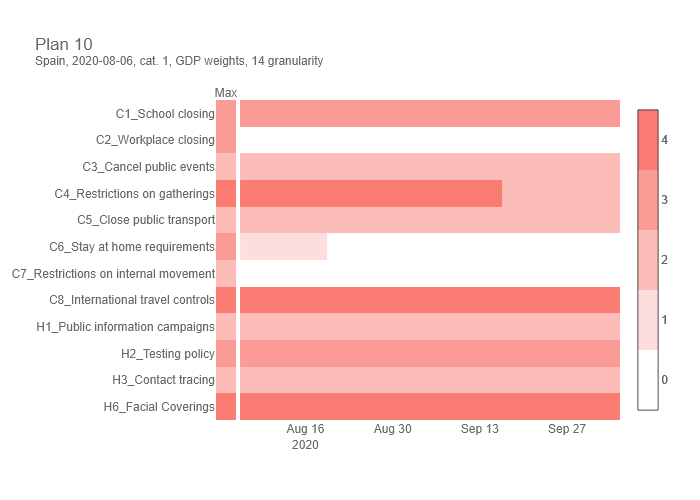 Plan 10
Spain, 2020-08-06, cat. 1, GDP weights, 14 granularity
Max
C1_School closing
C2_Workplace closing
C3_Cancel public events
C4_Restrictions on gatherings
C5_Close public transport
C6_Stay at home requirements
C7_Restrictions on internal movement
C8_International travel controls
H1_Public information campaigns
H2_Testing policy
H3_Contact tracing
H6_Facial Coverings
Aug 16 Aug 30 Sep 13 Sep 27
2020
4
3
2
1
0